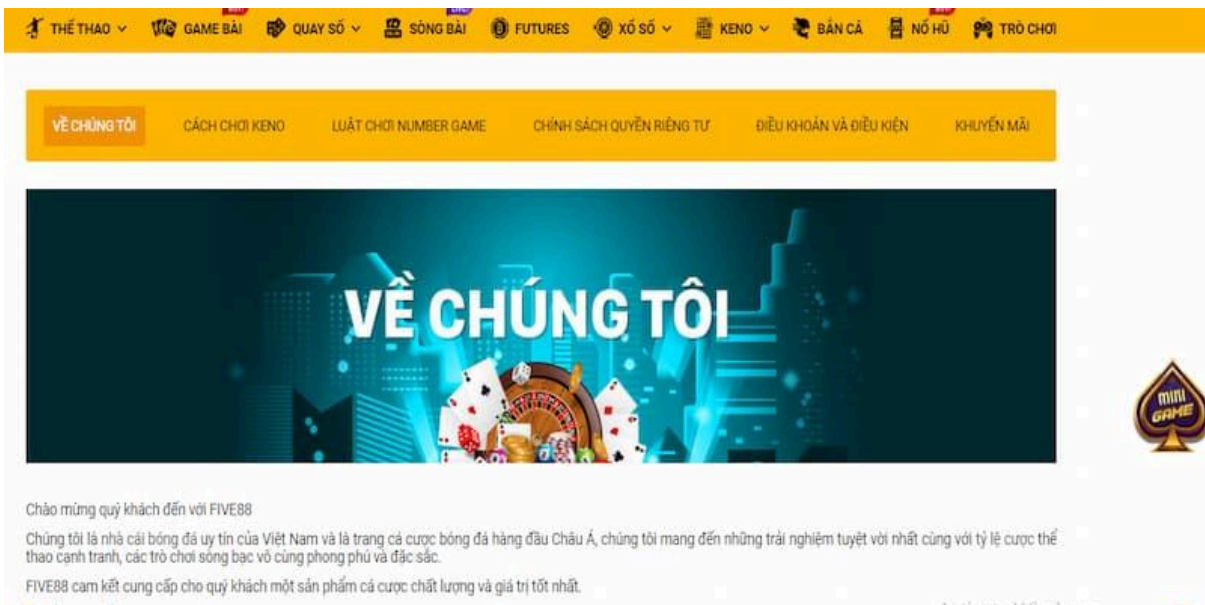 THỂ THAO GAME BÀI QUAY SỐ SÒNG BÀI FUTURES XỔ SỐ KENO BẮN CÁ NỔ HŨ TRÒ CHƠI
VỀ CHÚNG TÔI CÁCH CHƠI KENO LUẬT CHƠI NUMBER GAME CHÍNH SÁCH QUYỀN RIÊNG TƯ ĐIỀU KHOẢN VÀ ĐIỀU KIỆN KHUYẾN MÃI
VỀ CHÚNG TÔI
MINI
GAME
Chào mừng quý khách đến với FIVE88
Chúng tôi là nhà cái bóng đá uy tín của Việt Nam và là trang cá cược bóng đá hàng đầu Châu Á, chúng tôi mang đến những trải nghiệm tuyệt vời nhất cùng với tỷ lệ cược thể
thao cạnh tranh, các trò chơi sòng bạc vô cùng phong phú và đặc sắc.
FIVE88 cam kết cung cấp cho quý khách một sản phẩm cá cược chất lượng và giá trị tốt nhất.